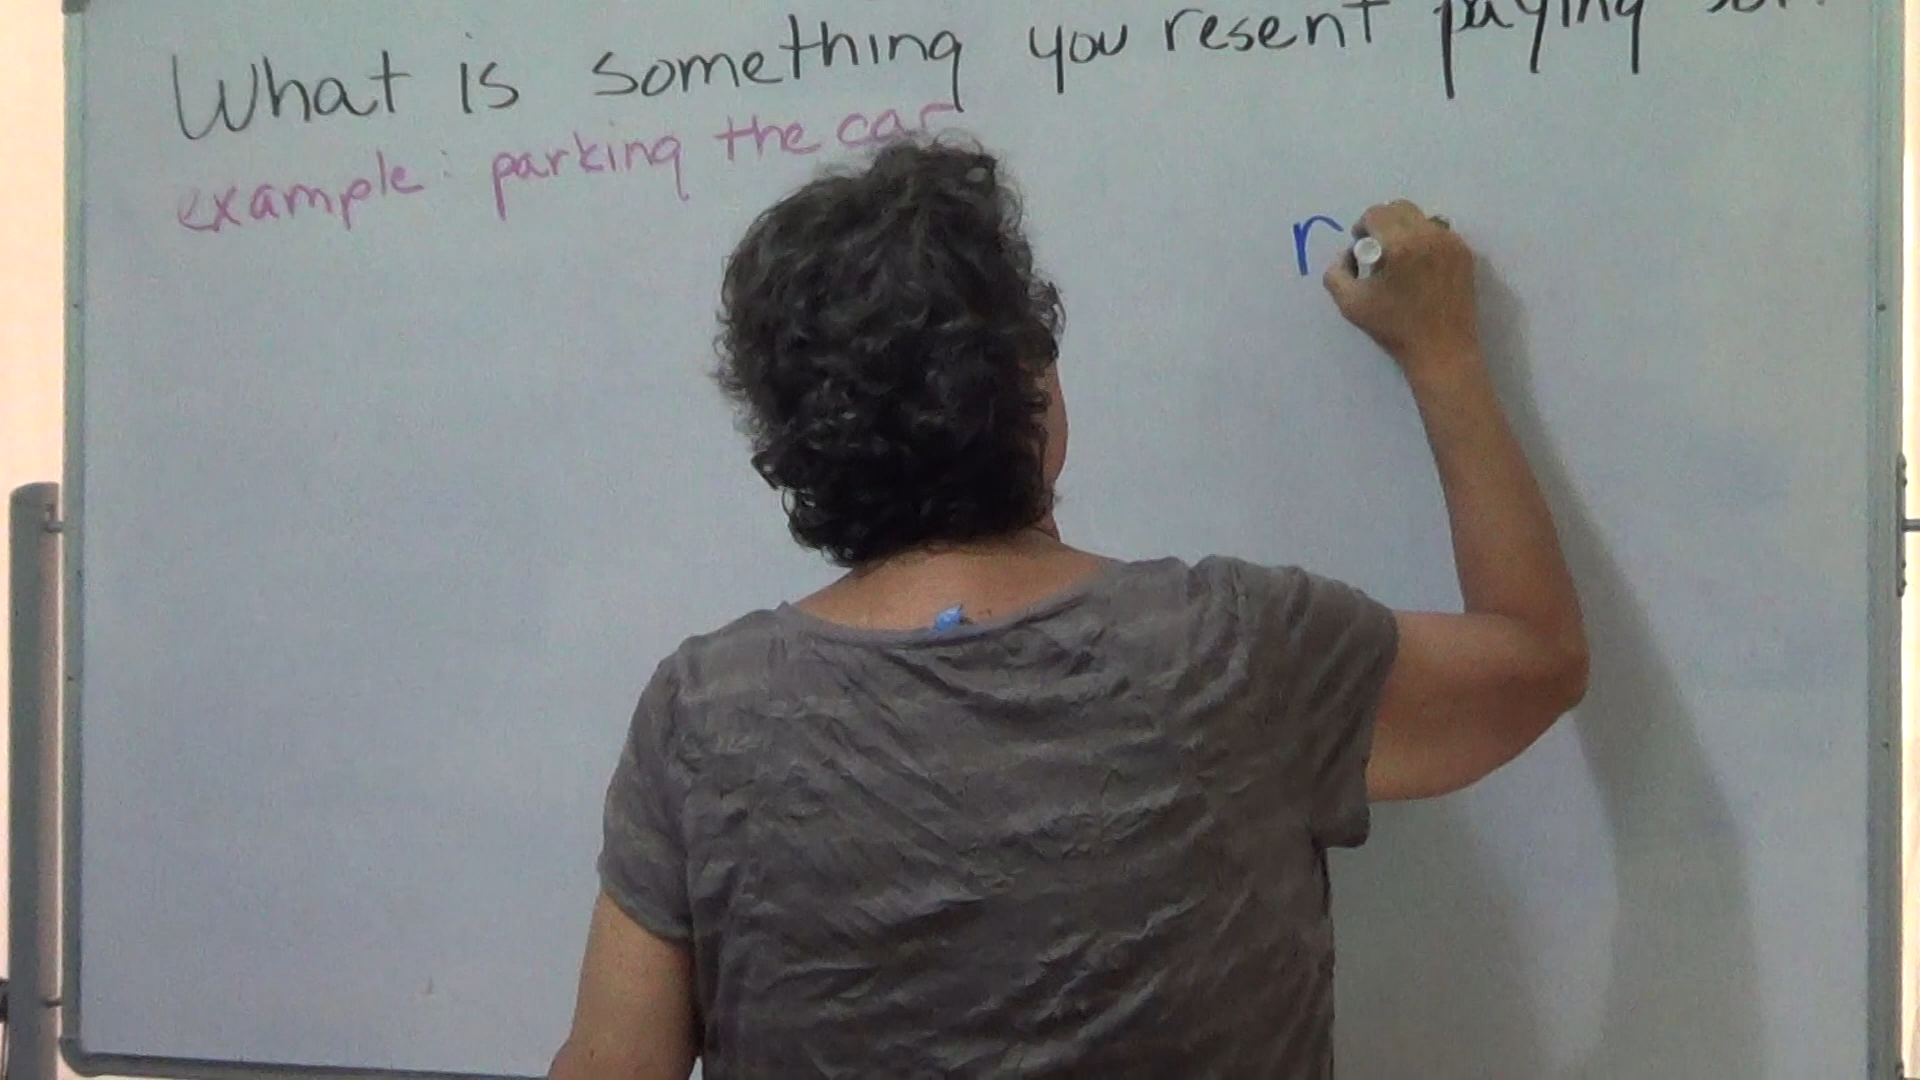 What is something you resent paying for?
example: parking the car
r